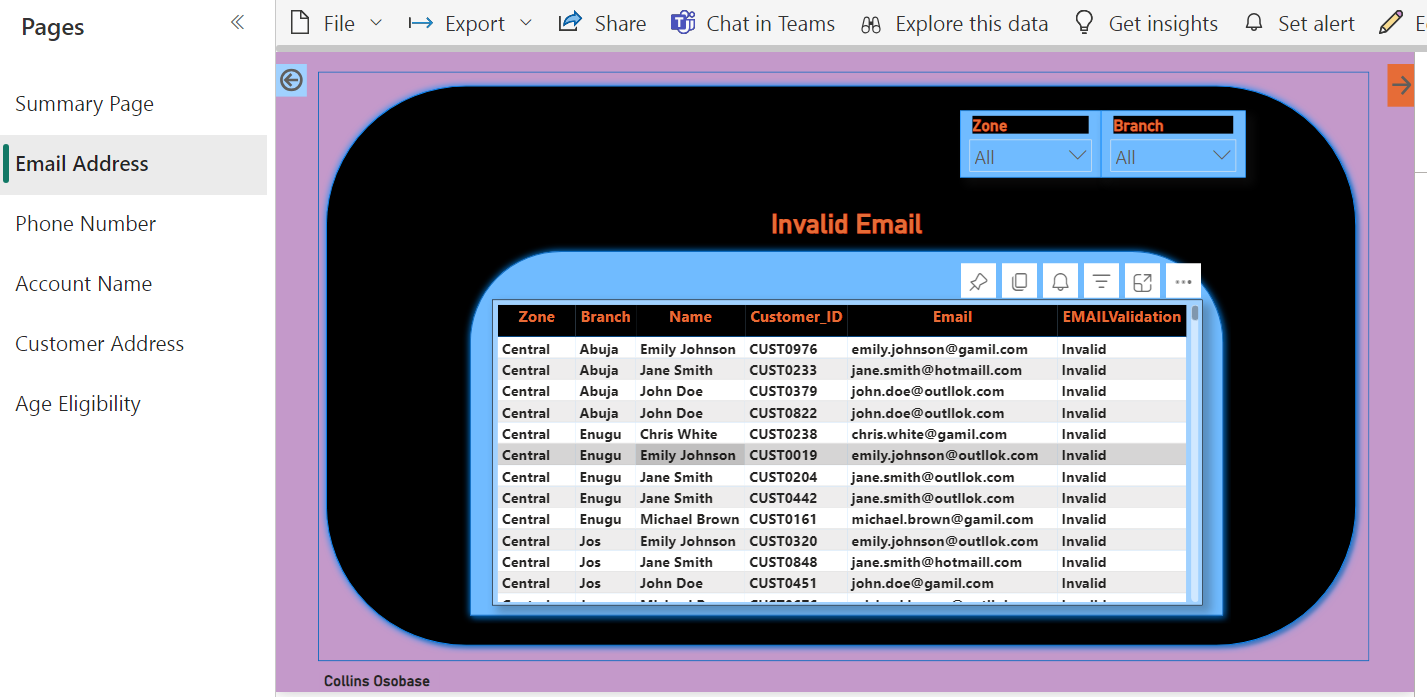 Pages
Summary Page
Email Address
Phone Number
Account Name
Customer Address
Age Eligibility
File Export Share Chat in Teams Explore this data Get insights Set alert
Zone Branch
All All
Invalid Email
Zone Branch Name Customer_ID Email EMAILValidation
Central Abuja Emily Johnson CUST0976 emily.johnson@gamil.com Invalid
Central Abuja Jane Smith CUST0233 jane.smith@hotmaill.com Invalid
Central Abuja John Doe CUST0379 john.doe@outllok.com Invalid
Central Abuja John Doe CUST0822 john.doe@outllok.com Invalid
Central Enugu Chris White CUST0238 chris.white@gamil.com Invalid
Central Enugu Emily Johnson CUST0019 emily.johnson@outllok.com Invalid
Central Enugu Jane Smith CUST0204 jane.smith@outllok.com Invalid
Central Enugu Jane Smith CUST0442 jane.smith@outllok.com Invalid
Central Enugu Michael Brown CUST0161 michael.brown@gamil.com Invalid
Central Jos Emily Johnson CUST0320 emily.johnson@outllok.com Invalid
Central Jos Jane Smith CUST0848 jane.smith@hotmaill.com Invalid
Central Jos John Doe CUST0451 john.doe@gamil.com Invalid
Collins Osobase